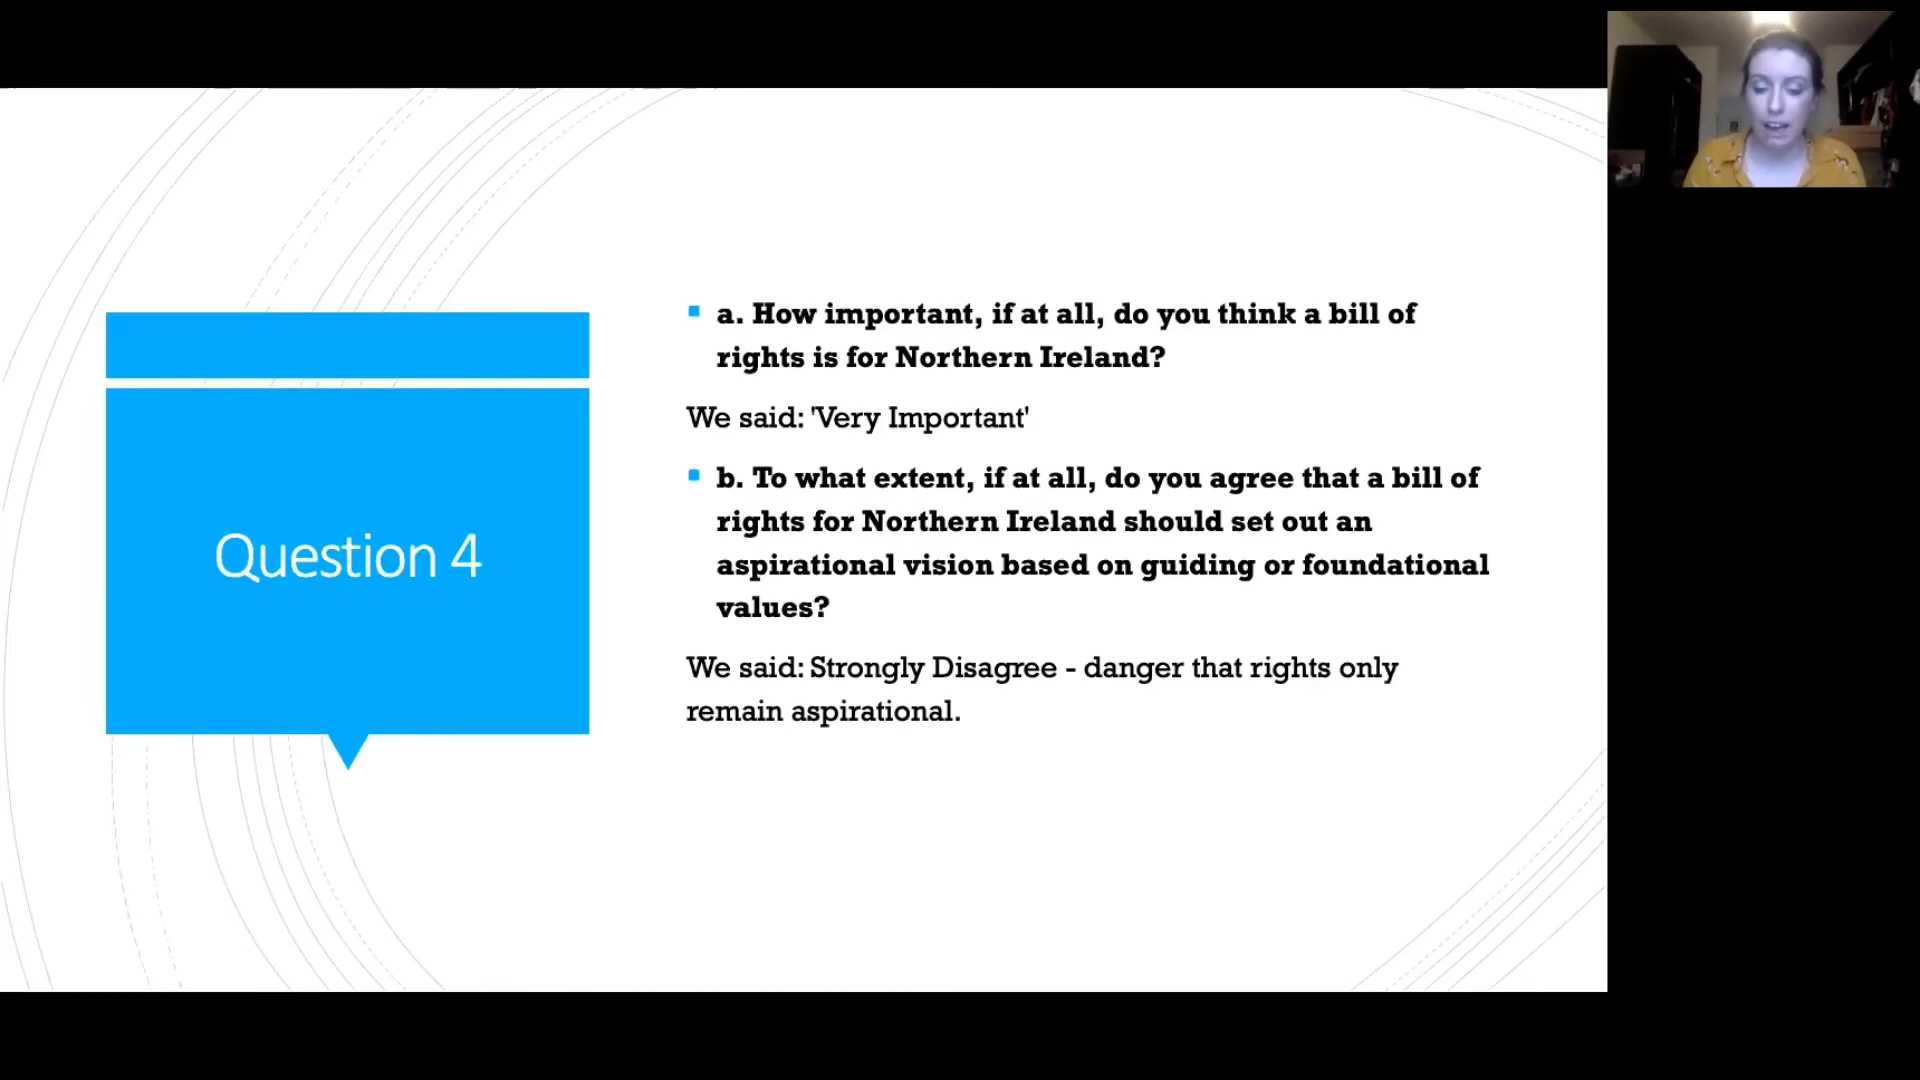 Question 4
a. How important, if at all, do you think a bill of
rights is for Northern Ireland?
We said: 'Very Important'
b. To what extent, if at all, do you agree that a bill of
rights for Northern Ireland should set out an
aspirational vision based on guiding or foundational
values?
We said: Strongly Disagree - danger that rights only
remain aspirational.